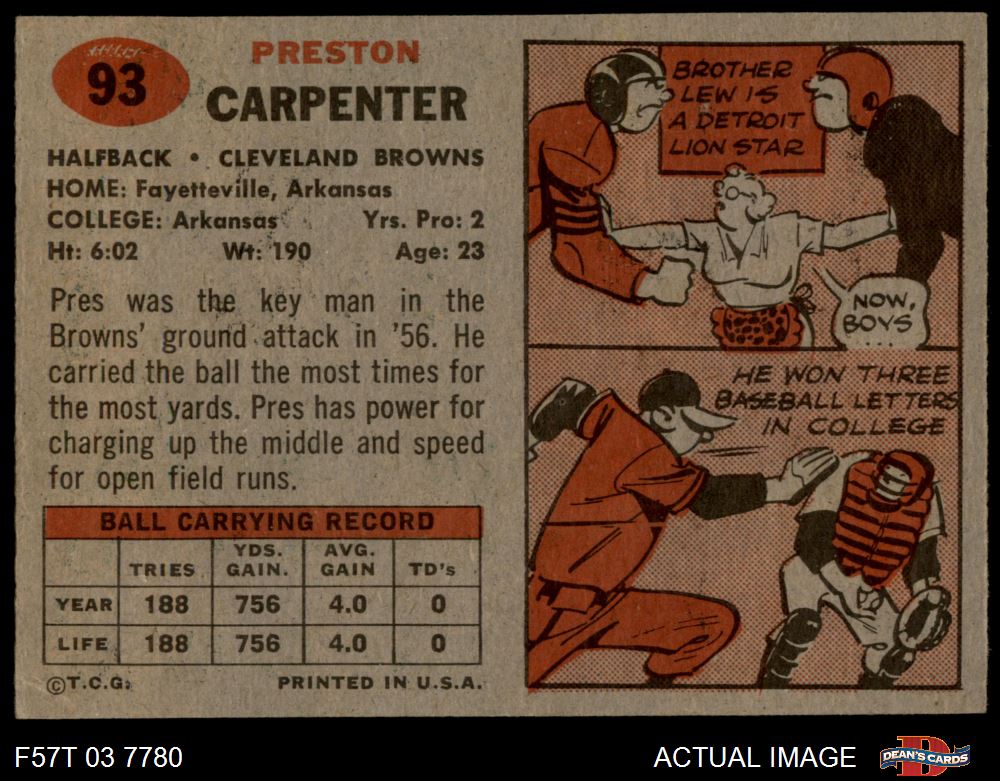 93
PRESTON
CARPENTER
HALFBACK • CLEVELAND BROWNS
HOME: Fayetteville, Arkansas
COLLEGE: Arkansas Yrs. Pro: 2
Ht: 6:02 Wt: 190 Age: 23
Pres was the key man in the
Browns' ground attack in '56. He
carried the ball the most times for
the most yards. Pres has power for
charging up the middle and speed
for open field runs.
BALL CARRYING RECORD
TRIES YDS. GAIN. AVG. GAIN TD's
YEAR 188 756 4.0 0
LIFE 188 756 4.0 0
©T.C.G. PRINTED IN U.S.A.
BROTHER
LEW IS
A DETROIT
LION STAR
NOW,
BOYS
...
HE WON THREE
BASEBALL LETTERS
IN COLLEGE
F57T 03 7780 ACTUAL IMAGE DEAN'S CARDS